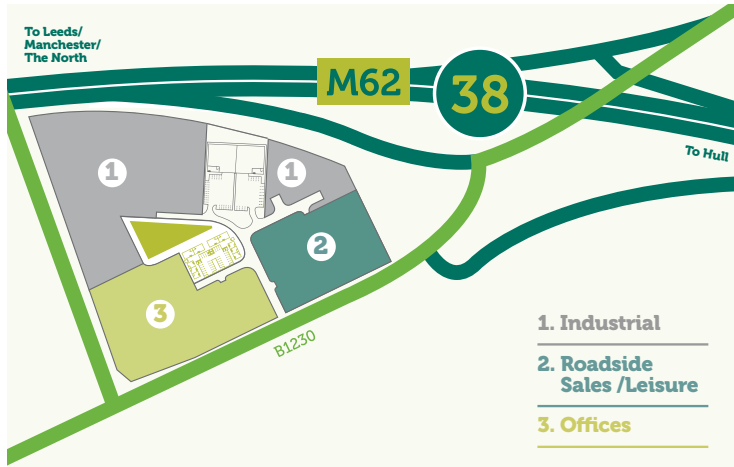 To Leeds/
Manchester/
The North
M62
38
To Hull
1
1
2
3
B1230
1. Industrial
2. Roadside
Sales /Leisure
3. Offices